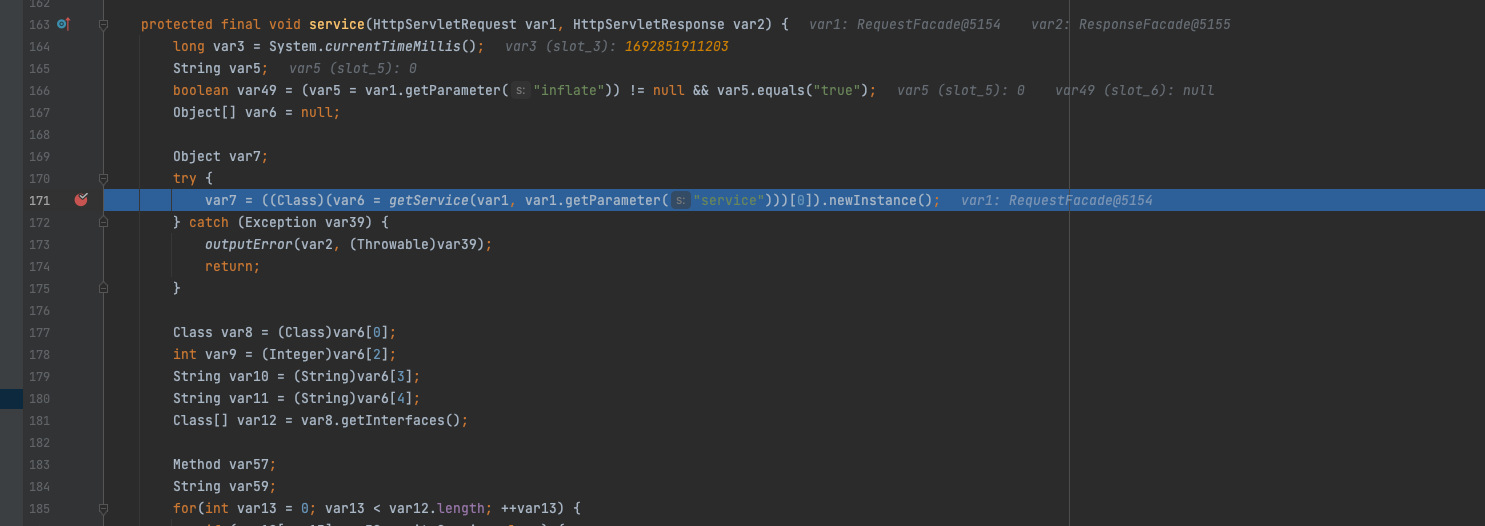 162
163 protected final void service(HttpServletRequest var1, HttpServletResponse var2) { var1: RequestFacade@5154 var2: ResponseFacade@5155
164 long var3 = System.currentTimeMillis(); var3 (slot_3): 1692851911203
165 String var5; var5 (slot_5): 0
166 boolean var49 = (var5 = var1.getParameter( s: "inflate")) != null && var5.equals("true"); var5 (slot_5): 0 var49 (slot_6): null
167 Object[] var6 = null;
168
169 Object var7;
170 try {
171 var7 = ((Class)(var6 = getService(var1, var1.getParameter( s: "service")))[0]).newInstance(); var1: RequestFacade@5154
172 } catch (Exception var39) {
173 outputError(var2, (Throwable)var39);
174 return;
175 }
176
177 Class var8 = (Class)var6[0];
178 int var9 = (Integer)var6[2];
179 String var10 = (String)var6[3];
180 String var11 = (String)var6[4];
181 Class[] var12 = var8.getInterfaces();
182
183 Method var57;
184 String var59;
185 for(int var13 = 0; var13 < var12.length; ++var13) {